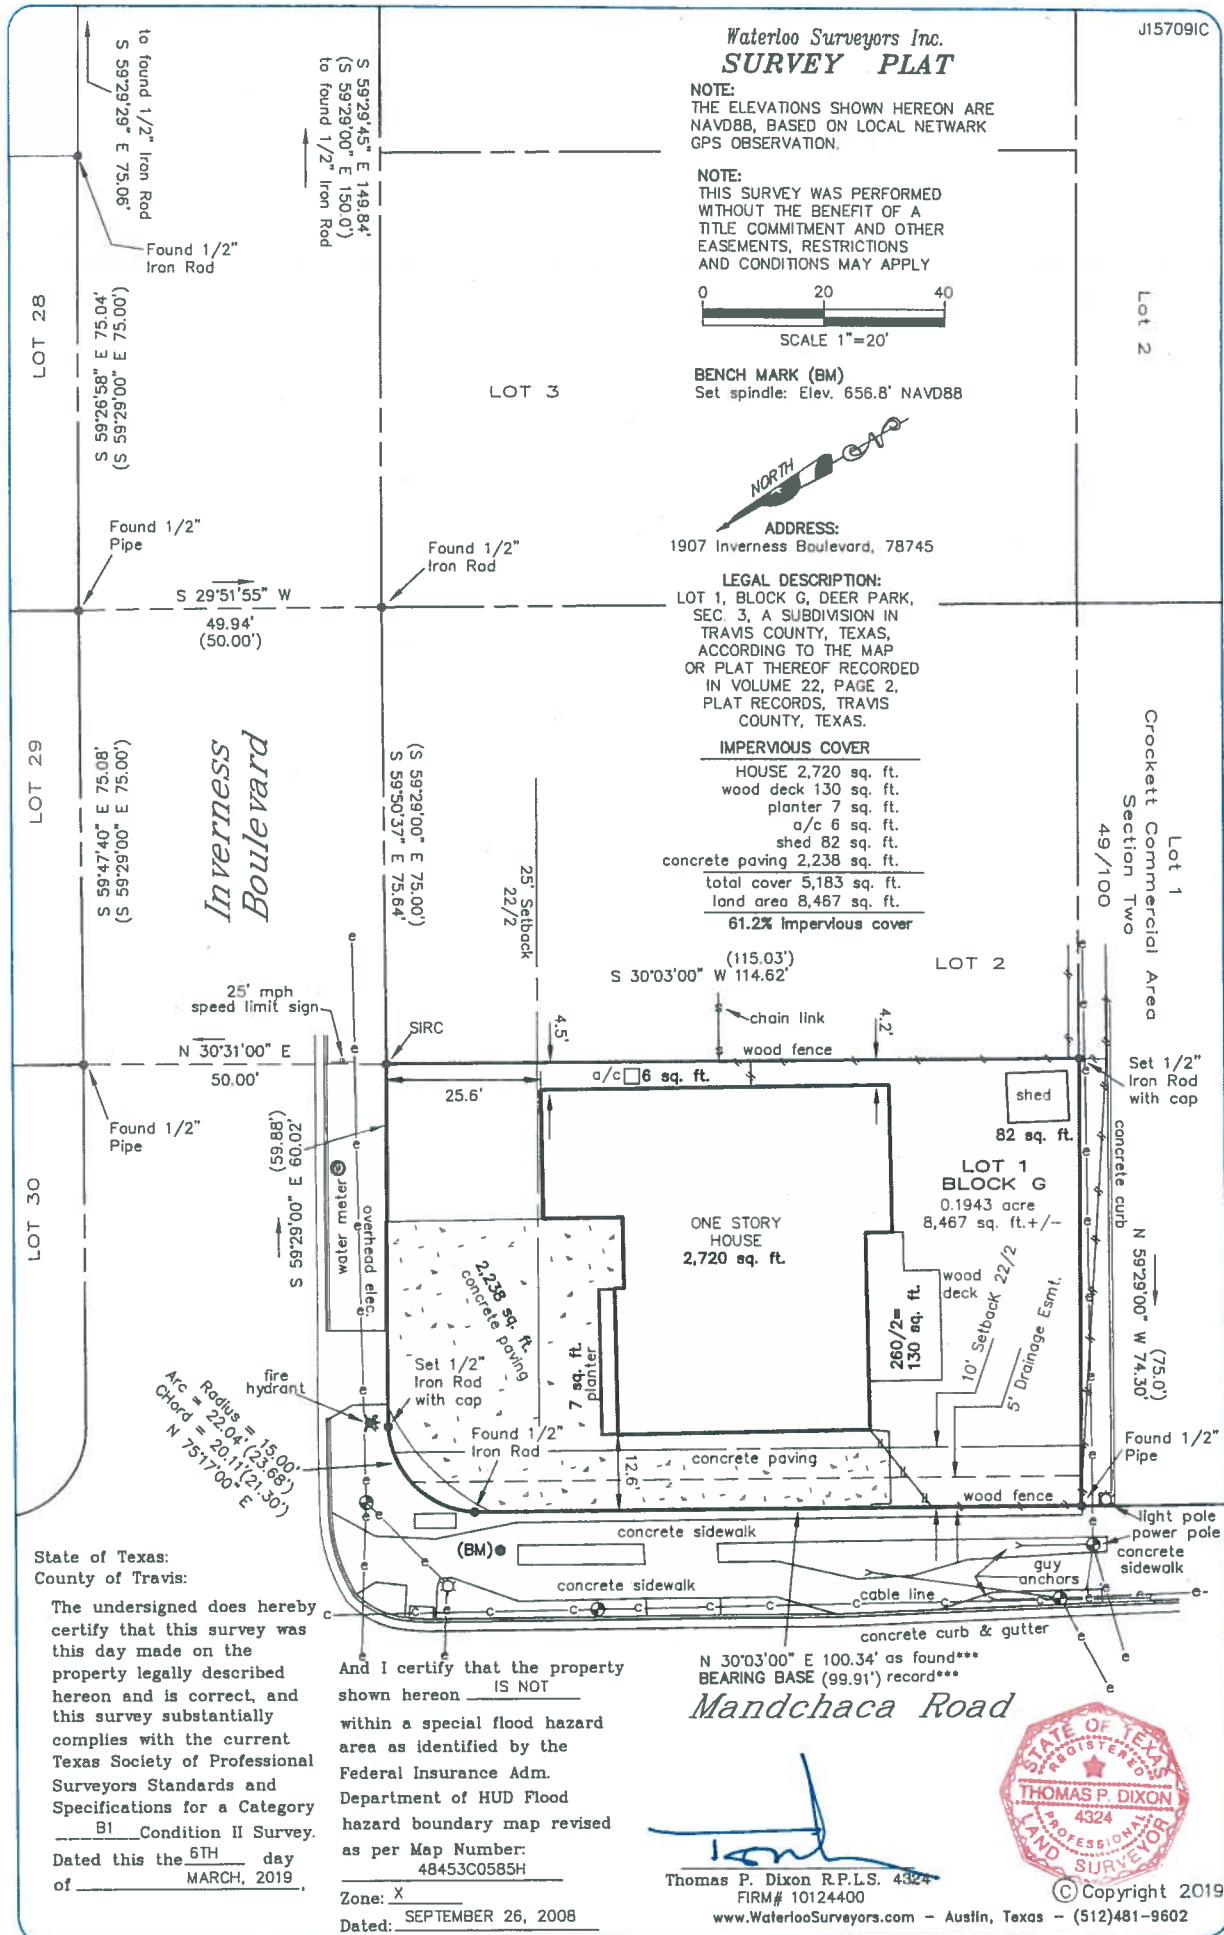 J15709IC
Waterloo Surveyors Inc.
SURVEY PLAT
NOTE:
THE ELEVATIONS SHOWN HEREON ARE
NAVD88, BASED ON LOCAL NETWARK
GPS OBSERVATION.
NOTE:
THIS SURVEY WAS PERFORMED
WITHOUT THE BENEFIT OF A
TITLE COMMITMENT AND OTHER
EASEMENTS, RESTRICTIONS
AND CONDITIONS MAY APPLY
0 20 40
SCALE 1"=20'
BENCH MARK (BM)
Set spindle: Elev. 656.8' NAVD88
NORTH
ADDRESS:
1907 Inverness Boulevard, 78745
LEGAL DESCRIPTION:
LOT 1, BLOCK G, DEER PARK,
SEC. 3, A SUBDIVISION IN
TRAVIS COUNTY, TEXAS,
ACCORDING TO THE MAP
OR PLAT THEREOF RECORDED
IN VOLUME 22, PAGE 2,
PLAT RECORDS, TRAVIS
COUNTY, TEXAS.
IMPERVIOUS COVER
HOUSE 2,720 sq. ft.
wood deck 130 sq. ft.
planter 7 sq. ft.
a/c 6 sq. ft.
shed 82 sq. ft.
concrete paving 2,238 sq. ft.
total cover 5,183 sq. ft.
land area 8,467 sq. ft.
61.2% impervious cover
to found 1/2" Iron Rod
S 59°29'29" E 75.06'
S 59°29'45" E 149.84'
(S 59°29'00" E 150.0')
to found 1/2" Iron Rod
Found 1/2"
Iron Rod
LOT 28
S 59°26'58" E 75.04'
(S 59°29'00" E 75.00')
LOT 3
Lot 2
Found 1/2"
Pipe
Found 1/2"
Iron Rod
S 29°51'55" W
49.94'
(50.00')
LOT 29
S 59°47'40" E 75.08'
(S 59°29'00" E 75.00')
Inverness
Boulevard
(S 59°29'00" E 75.00')
S 59°50'37" E 75.64'
25' Setback
22/2
Lot 1
Crockett Commercial Area
Section Two
49/100
(115.03')
S 30°03'00" W 114.62'
LOT 2
25' mph
speed limit sign
SIRC
4.5'
chain link
4.2'
wood fence
N 30°31'00" E
50.00'
25.6'
a/c 6 sq. ft.
shed
82 sq. ft.
Set 1/2"
Iron Rod
with cap
Found 1/2"
Pipe
LOT 30
(59.88')
S 59°29'00" E 60.02'
water meter
overhead elec.
LOT 1
BLOCK G
0.1943 acre
8,467 sq. ft.+/-
concrete curb
N 59°29'00" W 74.30'
(75.0')
ONE STORY
HOUSE
2,720 sq. ft.
2,238 sq. ft.
concrete paving
wood
deck
260/2=
130 sq. ft.
10' Setback 22/2
5' Drainage Esmt.
7 sq. ft.
planter
fire
hydrant
Set 1/2"
Iron Rod
with cap
Radius = 15.00'
Arc = 22.04' (23.68')
CHord = 20.11'(21.30')
N 75°17'00" E
Found 1/2"
Iron Rod
12.6'
concrete paving
Found 1/2"
Pipe
wood fence
light pole
power pole
concrete
sidewalk
concrete sidewalk
(BM)
guy
anchors
concrete sidewalk
cable line
concrete curb & gutter
N 30°03'00" E 100.34' as found***
BEARING BASE (99.91') record***
Mandchaca Road
State of Texas:
County of Travis:
The undersigned does hereby
certify that this survey was
this day made on the
property legally described
hereon and is correct, and
this survey substantially
complies with the current
Texas Society of Professional
Surveyors Standards and
Specifications for a Category
B1 Condition II Survey.
Dated this the 6TH day
of MARCH, 2019.
And I certify that the property
shown hereon IS NOT
within a special flood hazard
area as identified by the
Federal Insurance Adm.
Department of HUD Flood
hazard boundary map revised
as per Map Number:
48453C0585H
Zone: X
Dated: SEPTEMBER 26, 2008
Thomas P. Dixon R.P.L.S. 4324
FIRM# 10124400
STATE OF TEXAS
REGISTERED
THOMAS P. DIXON
4324
PROFESSIONAL
LAND SURVEYOR
© Copyright 2019
www.WaterlooSurveyors.com - Austin, Texas - (512)481-9602